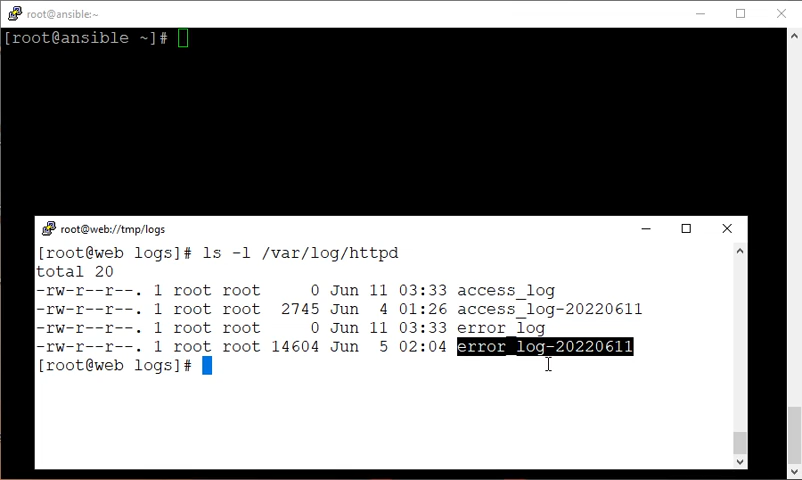 root@ansible:~
[root@ansible ~]#
root@web://tmp/logs
[root@web logs]# ls -l /var/log/httpd
total 20
-rw-r--r--. 1 root root     0 Jun 11 03:33 access_log
-rw-r--r--. 1 root root  2745 Jun  4 01:26 access_log-20220611
-rw-r--r--. 1 root root     0 Jun 11 03:33 error_log
-rw-r--r--. 1 root root 14604 Jun  5 02:04 error_log-20220611
[root@web logs]#